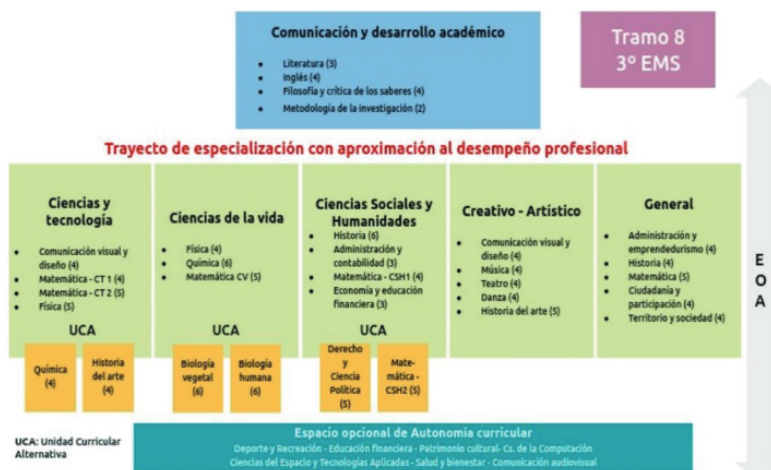 Comunicación y desarrollo académico
Literatura (3)
Inglés (4)
Filosofía y crítica de los saberes (4)
Metodología de la investigación (2)
Tramo 8
3º EMS
Trayecto de especialización con aproximación al desempeño profesional
Ciencias y
tecnología
Comunicación visual y
diseño (4)
Matemática - CT 1 (4)
Matemática - CT 2 (5)
Física (5)
UCA
Química
(4)
Historia
del arte
(4)
Ciencias de la vida
Física (4)
Química (6)
Matemática CV (5)
UCA
Biología
vegetal
(6)
Biología
humana
(6)
Ciencias Sociales y
Humanidades
Historia (6)
Administración y
contabilidad (3)
Matemática - CSH1 (4)
Economía y educación
financiera (3)
UCA
Derecho
y
Ciencia
Política
(5)
Mate-
mática -
CSH2 (5)
Creativo - Artístico
Comunicación visual y
diseño (4)
Música (4)
Teatro (4)
Danza (4)
Historia del arte (5)
General
Administración y
emprendedurismo (4)
Historia (4)
Matemática (5)
Ciudadanía y
participación (4)
Territorio y sociedad (4)
E
O
A
UCA: Unidad Curricular
Alternativa
Espacio opcional de Autonomía curricular
Deporte y Recreación - Educación financiera - Patrimonio cultural- Cs. de la Computación
Ciencias del Espacio y Tecnologías Aplicadas - Salud y bienestar - Comunicación audiovisual